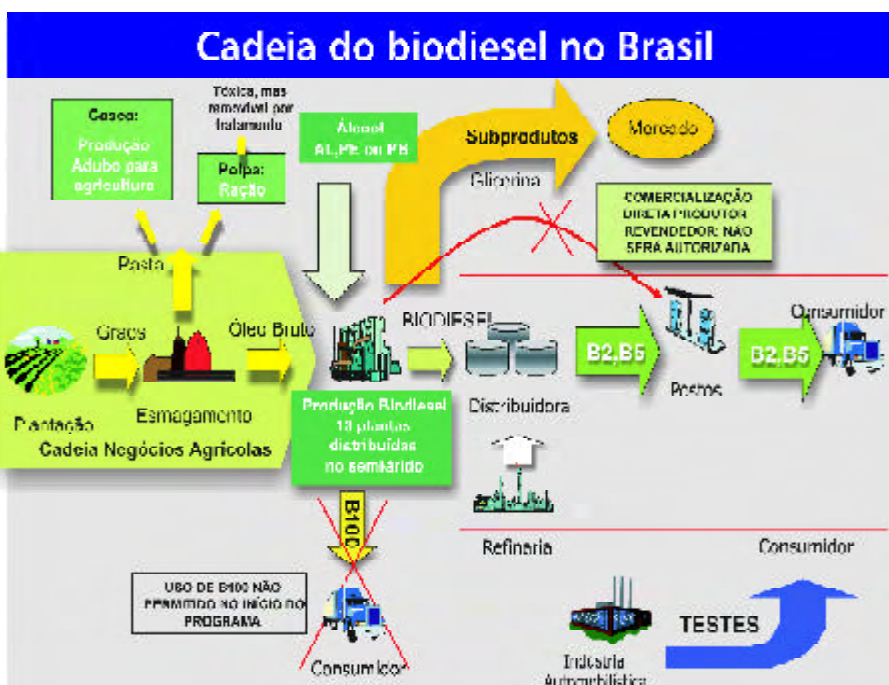 Cadeia do biodiesel no Brasil
Casca:
Produção
Adubo para
agricultura
Tóxica, mas
removível por
tratamento
Polpa:
Ração
Álcool
AL,PE ou PB
Subprodutos
Glicerina
Mercado
COMERCIALIZAÇÃO
DIRETA PRODUTOR
REVENDEDOR: NÃO
SERÁ AUTORIZADA
Pasta
Grãos
Óleo Bruto
BIODIESEL
B2,B5
B2,B5
Consumidor
Plantação
Esmagamento
Distribuidora
Postos
Cadeia Negócios Agrícolas
Produção Biodiesel
13 plantas
distribuídas
no semiárido
B100
Refinaria
Consumidor
USO DE B100 NÃO
PERMITIDO NO INÍCIO DO
PROGRAMA
Consumidor
Indústria
Automobilística
TESTES